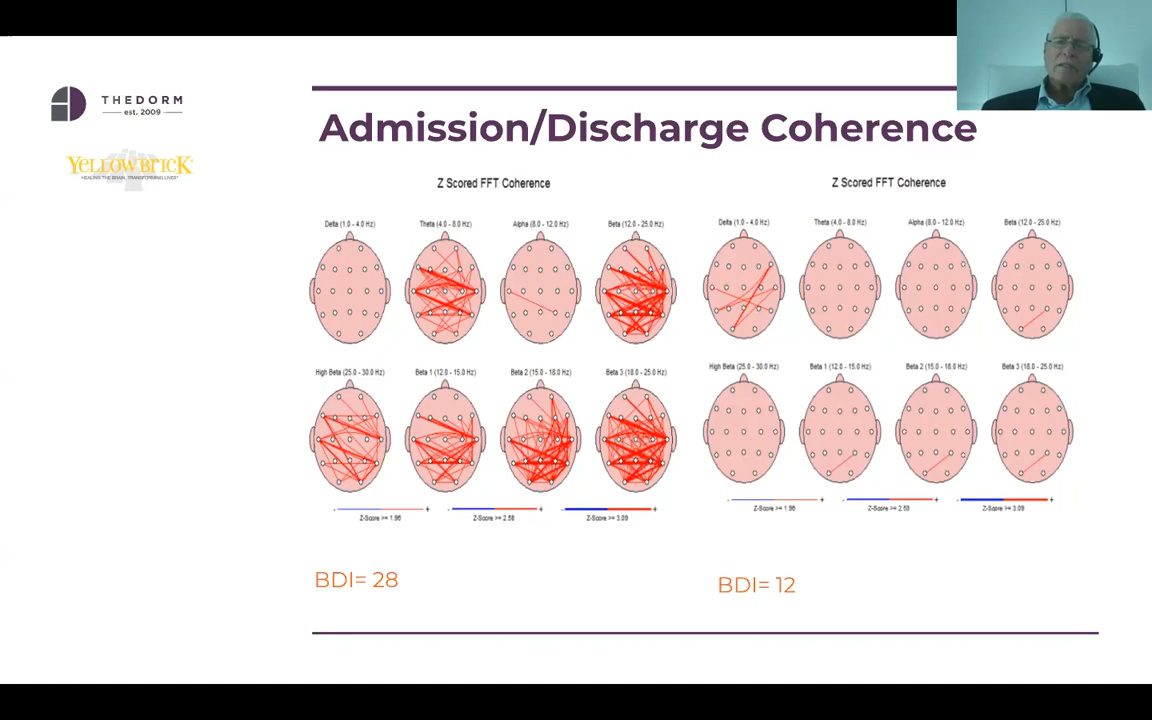 THEDORM
est. 2009
YELLOWBRICK
HEALING THE BRAIN, TRANSFORMING LIVES
Admission/Discharge Coherence
Z Scored FFT Coherence
Delta (1.0 - 4.0 Hz) Theta (4.0 - 8.0 Hz) Alpha (8.0 - 12.0 Hz) Beta (12.0 - 25.0 Hz)
High Beta (25.0 - 30.0 Hz) Beta 1 (12.0 - 15.0 Hz) Beta 2 (15.0 - 18.0 Hz) Beta 3 (18.0 - 25.0 Hz)
- + - + - +
Z-Score >= 1.96 Z-Score >= 2.58 Z-Score >= 3.09
BDI= 28
Z Scored FFT Coherence
Delta (1.0 - 4.0 Hz) Theta (4.0 - 8.0 Hz) Alpha (8.0 - 12.0 Hz) Beta (12.0 - 25.0 Hz)
High Beta (25.0 - 30.0 Hz) Beta 1 (12.0 - 15.0 Hz) Beta 2 (15.0 - 18.0 Hz) Beta 3 (18.0 - 25.0 Hz)
- + - + - +
Z-Score >= 1.96 Z-Score >= 2.58 Z-Score >= 3.09
BDI= 12